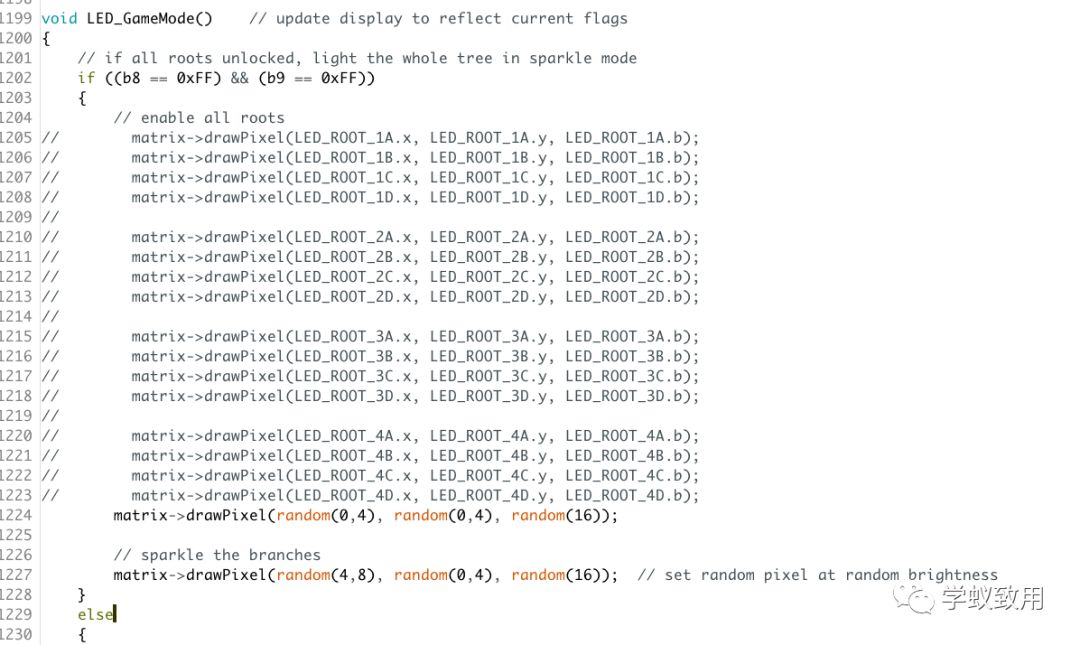 1199 void LED_GameMode()    // update display to reflect current flags
1200 {
1201     // if all roots unlocked, light the whole tree in sparkle mode
1202     if ((b8 == 0xFF) && (b9 == 0xFF))
1203     {
1204         // enable all roots
1205 //        matrix->drawPixel(LED_ROOT_1A.x, LED_ROOT_1A.y, LED_ROOT_1A.b);
1206 //        matrix->drawPixel(LED_ROOT_1B.x, LED_ROOT_1B.y, LED_ROOT_1B.b);
1207 //        matrix->drawPixel(LED_ROOT_1C.x, LED_ROOT_1C.y, LED_ROOT_1C.b);
1208 //        matrix->drawPixel(LED_ROOT_1D.x, LED_ROOT_1D.y, LED_ROOT_1D.b);
1209 //
1210 //        matrix->drawPixel(LED_ROOT_2A.x, LED_ROOT_2A.y, LED_ROOT_2A.b);
1211 //        matrix->drawPixel(LED_ROOT_2B.x, LED_ROOT_2B.y, LED_ROOT_2B.b);
1212 //        matrix->drawPixel(LED_ROOT_2C.x, LED_ROOT_2C.y, LED_ROOT_2C.b);
1213 //        matrix->drawPixel(LED_ROOT_2D.x, LED_ROOT_2D.y, LED_ROOT_2D.b);
1214 //
1215 //        matrix->drawPixel(LED_ROOT_3A.x, LED_ROOT_3A.y, LED_ROOT_3A.b);
1216 //        matrix->drawPixel(LED_ROOT_3B.x, LED_ROOT_3B.y, LED_ROOT_3B.b);
1217 //        matrix->drawPixel(LED_ROOT_3C.x, LED_ROOT_3C.y, LED_ROOT_3C.b);
1218 //        matrix->drawPixel(LED_ROOT_3D.x, LED_ROOT_3D.y, LED_ROOT_3D.b);
1219 //
1220 //        matrix->drawPixel(LED_ROOT_4A.x, LED_ROOT_4A.y, LED_ROOT_4A.b);
1221 //        matrix->drawPixel(LED_ROOT_4B.x, LED_ROOT_4B.y, LED_ROOT_4B.b);
1222 //        matrix->drawPixel(LED_ROOT_4C.x, LED_ROOT_4C.y, LED_ROOT_4C.b);
1223 //        matrix->drawPixel(LED_ROOT_4D.x, LED_ROOT_4D.y, LED_ROOT_4D.b);
1224         matrix->drawPixel(random(0,4), random(0,4), random(16));
1225
1226         // sparkle the branches
1227         matrix->drawPixel(random(4,8), random(0,4), random(16));  // set random pixel at random brightness
1228     }
1229     else
1230     {
学蚁致用